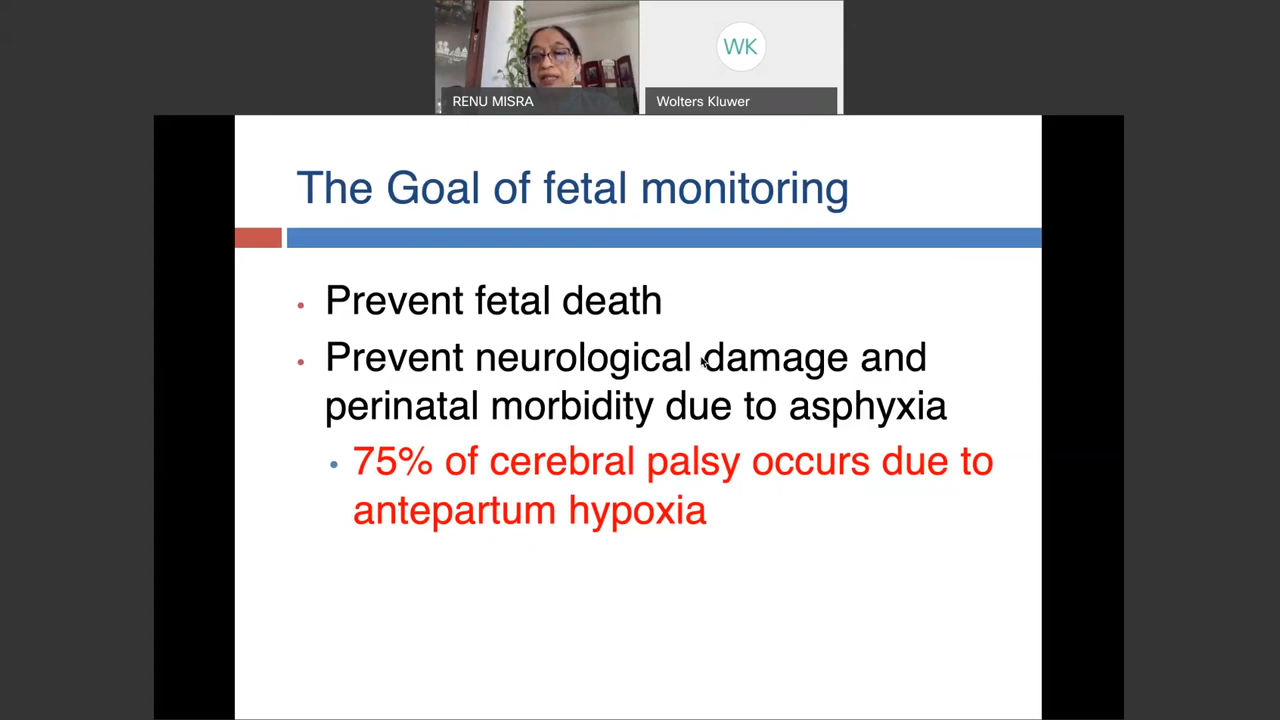 WK
RENU MISRA
Wolters Kluwer
The Goal of fetal monitoring
• Prevent fetal death
• Prevent neurological damage and
perinatal morbidity due to asphyxia
• 75% of cerebral palsy occurs due to
antepartum hypoxia